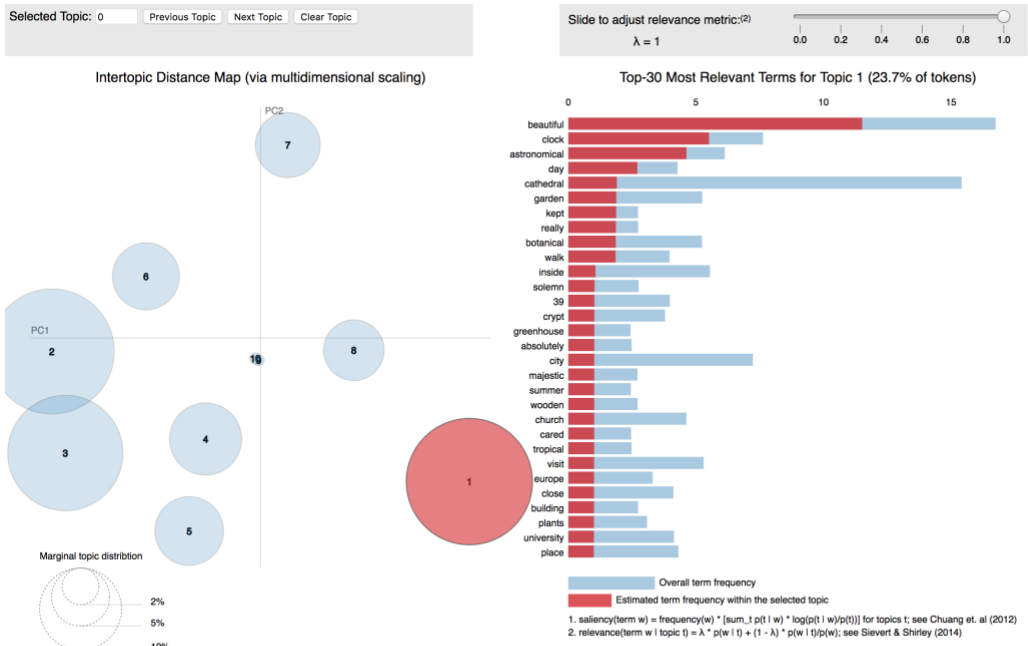 Selected Topic: 0 Previous Topic Next Topic Clear Topic
Slide to adjust relevance metric:(2)
λ = 1
0.0 0.2 0.4 0.6 0.8 1.0
Intertopic Distance Map (via multidimensional scaling)
PC2
PC1
7
6
2
8
3
4
1
5
Marginal topic distribtion
2%
5%
10%
Top-30 Most Relevant Terms for Topic 1 (23.7% of tokens)
0 5 10 15
beautiful
clock
astronomical
day
cathedral
garden
kept
really
botanical
walk
inside
solemn
39
crypt
greenhouse
absolutely
city
majestic
summer
wooden
church
cared
tropical
visit
europe
close
building
plants
university
place
Overall term frequency
Estimated term frequency within the selected topic
1. saliency(term w) = frequency(w) * [sum_t p(t I w) * log(p(t I w)/p(t))] for topics t; see Chuang et. al (2012)
2. relevance(term w I topic t) = λ * p(w I t) + (1 - λ) * p(w I t)/p(w); see Sievert & Shirley (2014)